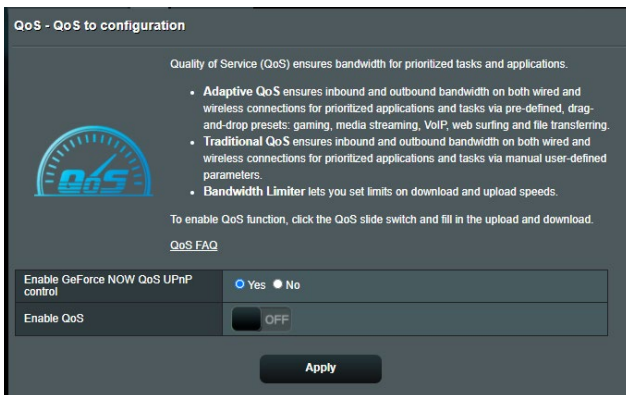 QoS - QoS to configuration
Quality of Service (QoS) ensures bandwidth for prioritized tasks and applications.
• Adaptive QoS ensures inbound and outbound bandwidth on both wired and
wireless connections for prioritized applications and tasks via pre-defined, drag-
and-drop presets: gaming, media streaming, VoIP, web surfing and file transferring.
• Traditional QoS ensures inbound and outbound bandwidth on both wired and
wireless connections for prioritized applications and tasks via manual user-defined
parameters.
• Bandwidth Limiter lets you set limits on download and upload speeds.
QoS
To enable QoS function, click the QoS slide switch and fill in the upload and download.
QoS FAQ
Enable GeForce NOW QoS UPnP
control
Yes No
Enable QoS
OFF
Apply